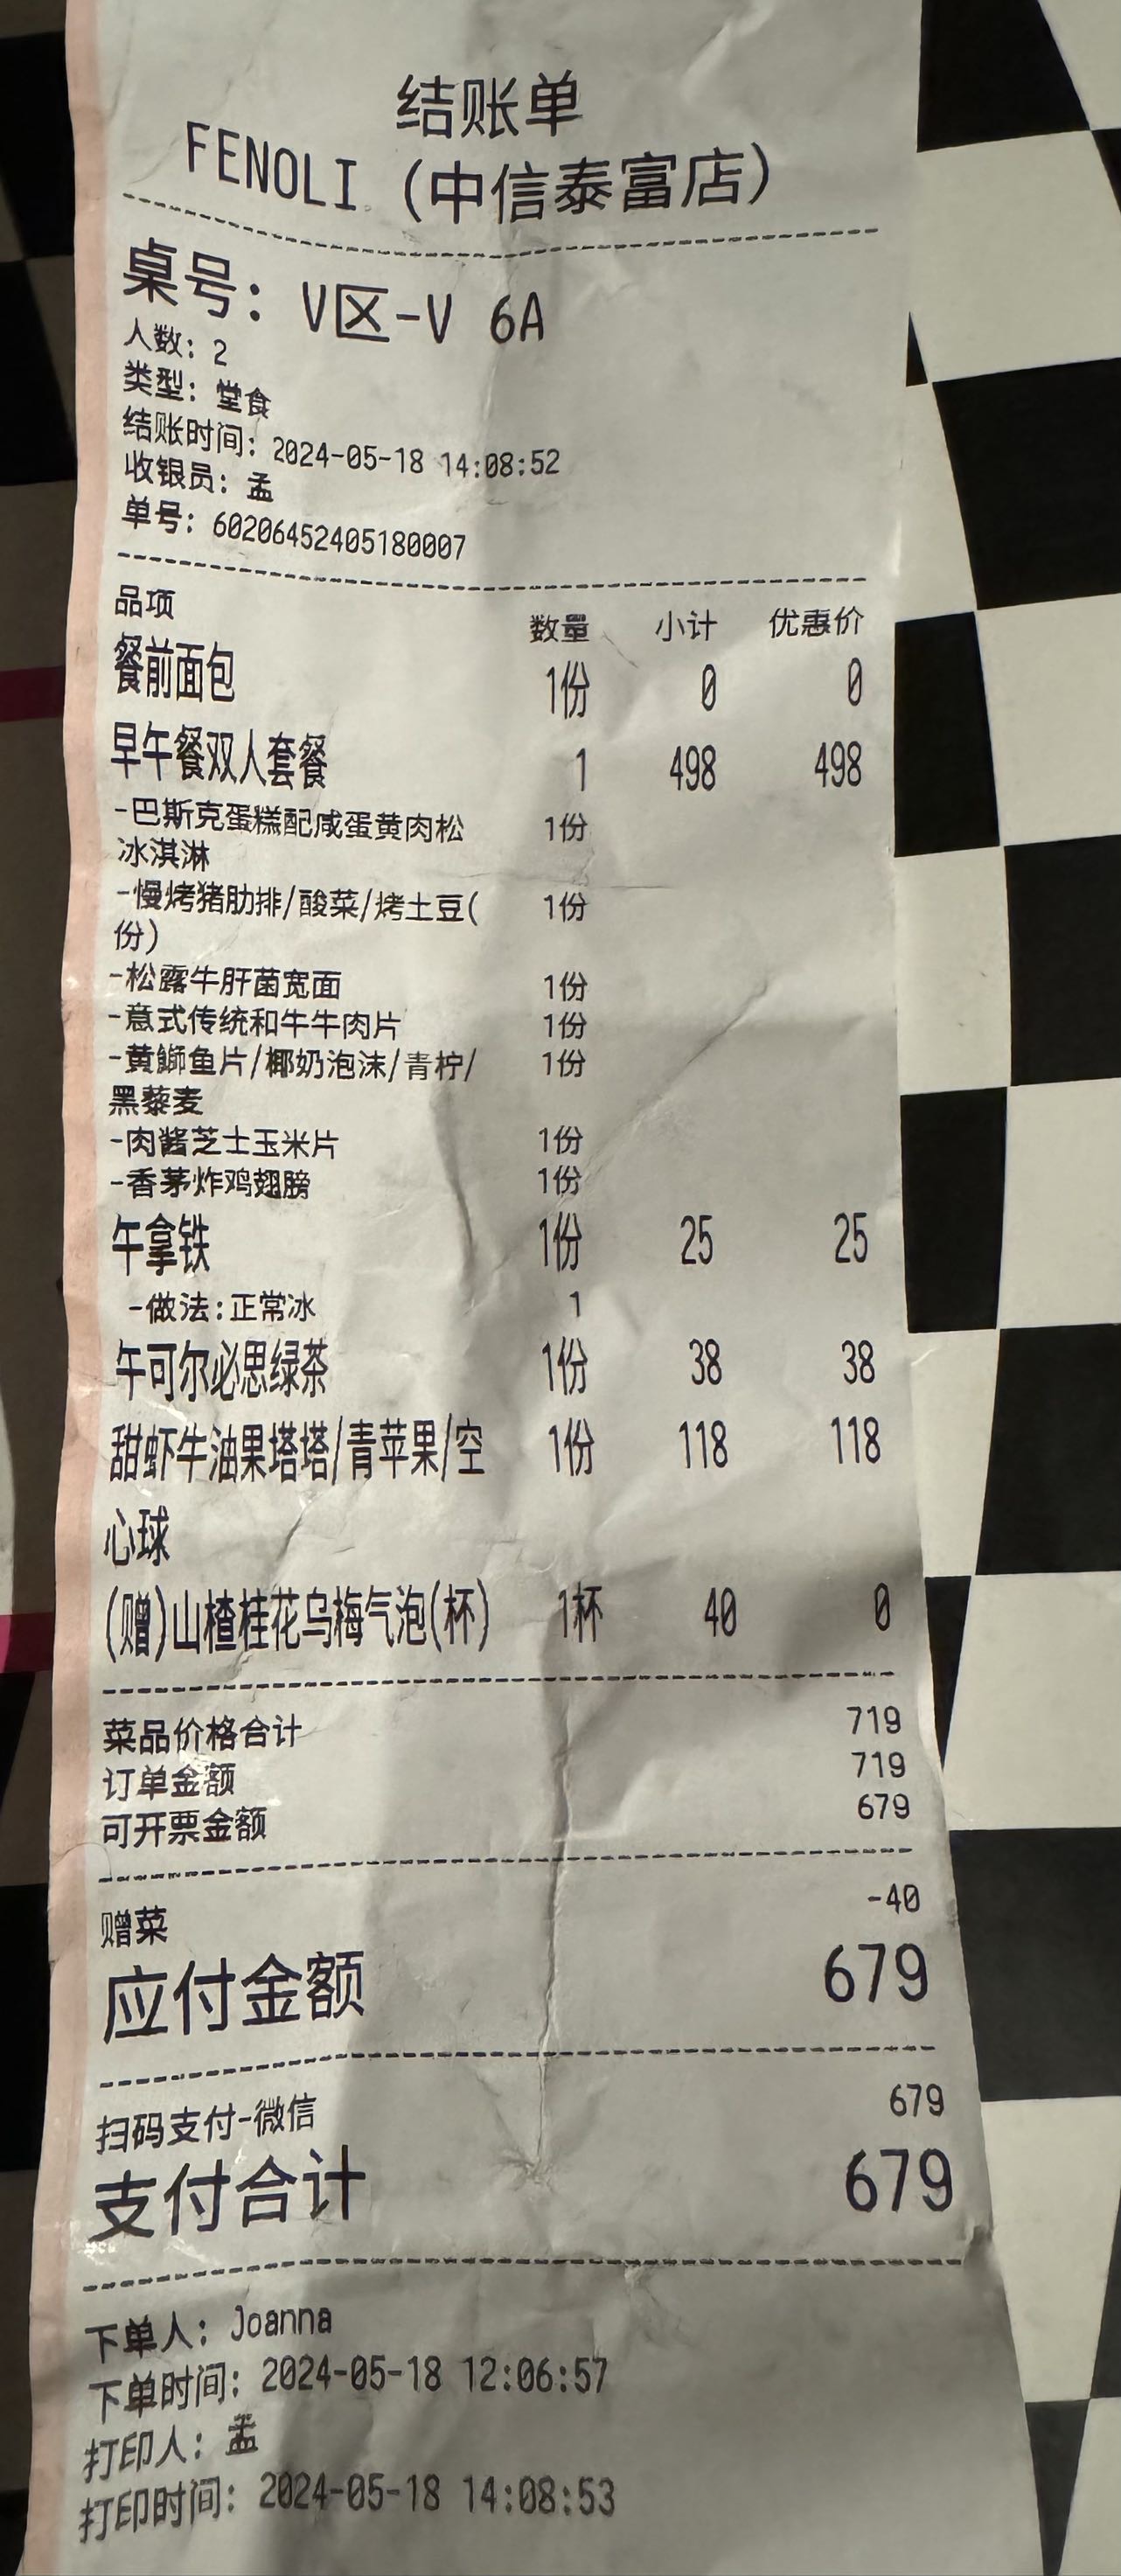 结账单
FENOLI (中信泰富店)
桌号: V区-V 6A
人数: 2
类型: 堂食
结账时间: 2024-05-18 14:08:52
收银员: 孟
单号: 60206452405180007
品项 数量 小计 优惠价
餐前面包 1份 0 0
早午餐双人套餐 1 498 498
-巴斯克蛋糕配咸蛋黄肉松 1份
冰淇淋
-慢烤猪肋排/酸菜/烤土豆( 1份
份)
-松露牛肝菌宽面 1份
-意式传统和牛牛肉片 1份
-黄鰤鱼片/椰奶泡沫/青柠/ 1份
黑藜麦
-肉酱芝士玉米片 1份
-香茅炸鸡翅膀 1份
午拿铁 1份 25 25
-做法:正常冰 1
午可尔必思绿茶 1份 38 38
甜虾牛油果塔塔/青苹果/空 1份 118 118
心球
(赠)山楂桂花乌梅气泡(杯) 1杯 40 0
菜品价格合计 719
订单金额 719
可开票金额 679
赠菜 -40
应付金额 679
扫码支付-微信 679
支付合计 679
下单人: Joanna
下单时间: 2024-05-18 12:06:57
打印人: 孟
打印时间: 2024-05-18 14:08:53